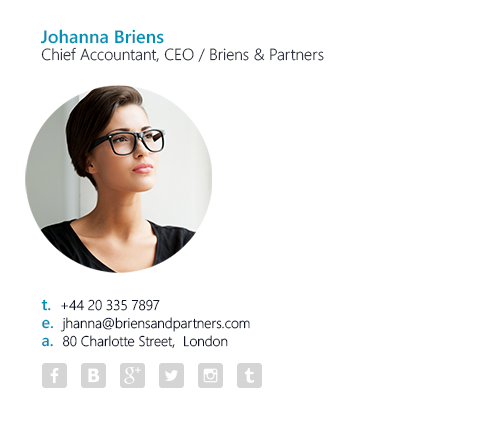 Johanna Briens
Chief Accountant, CEO / Briens & Partners
t. +44 20 335 7897
e. jhanna@briensandpartners.com
a. 80 Charlotte Street, London
f B g+ t